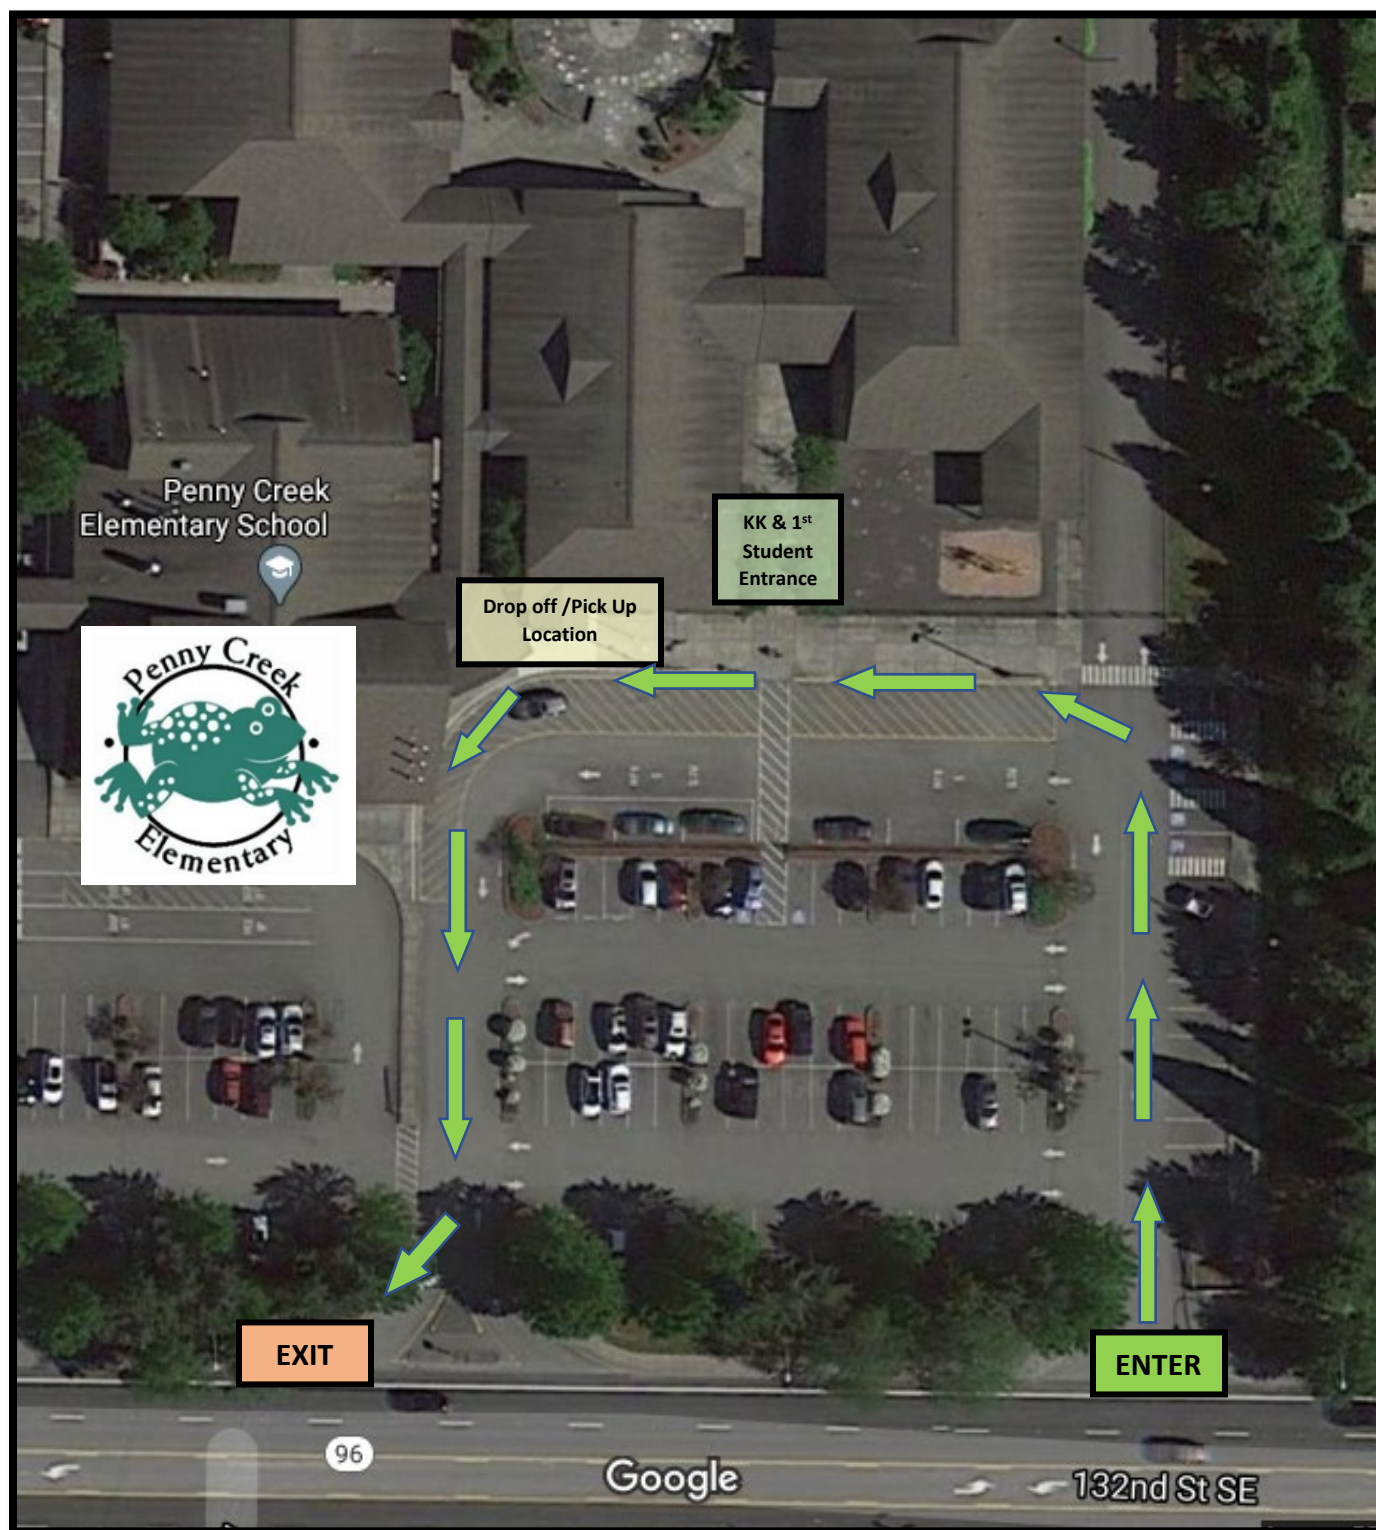 Penny Creek
Elementary School
KK & 1st
Student
Entrance
Drop off /Pick Up
Location
Penny Creek
Elementary
EXIT
ENTER
96
Google
132nd St SE